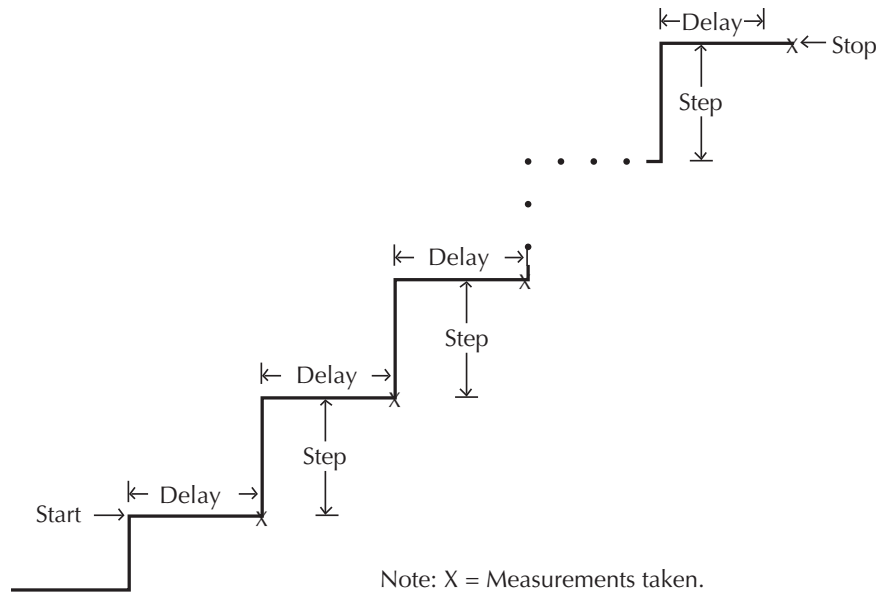 Delay
X
Stop
Step
Delay
X
Step
Delay
X
Step
Delay
Start
X
Note: X = Measurements taken.